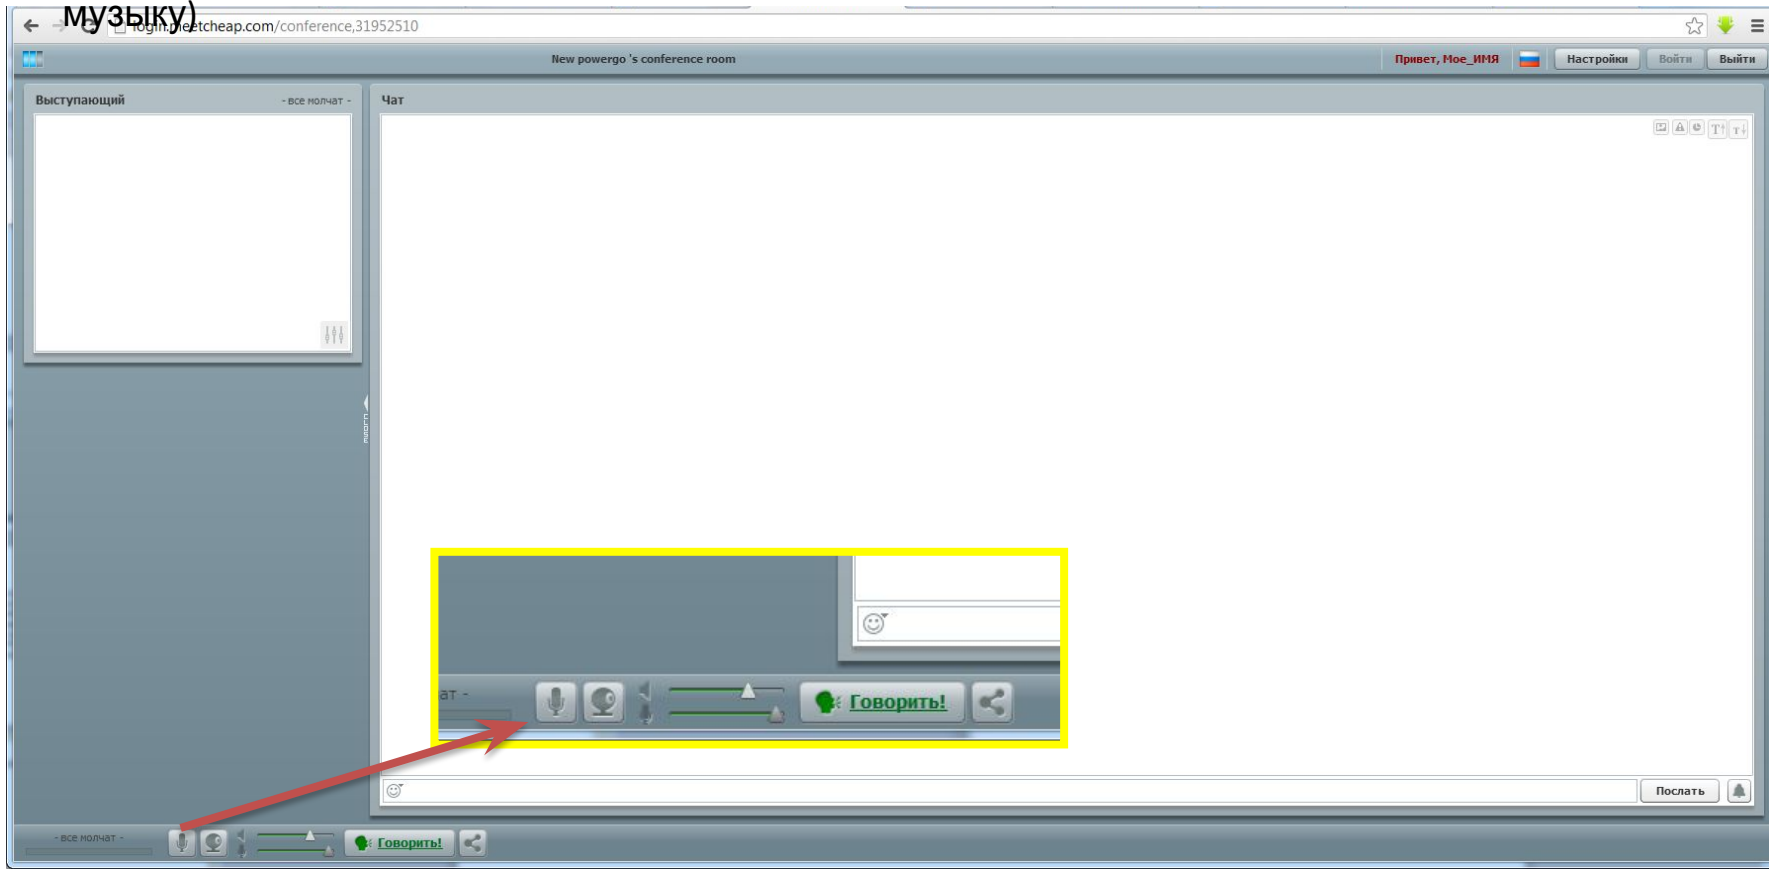 музыку)
login.meetcheap.com/conference,31952510
New powergo 's conference room
Привет, Мое_ИМЯ
Настройки
Войти
Выйти
Выступающий
- все молчат -
Чат
T↑
T↓
ат -
Говорить!
Послать
- все молчат -
Говорить!